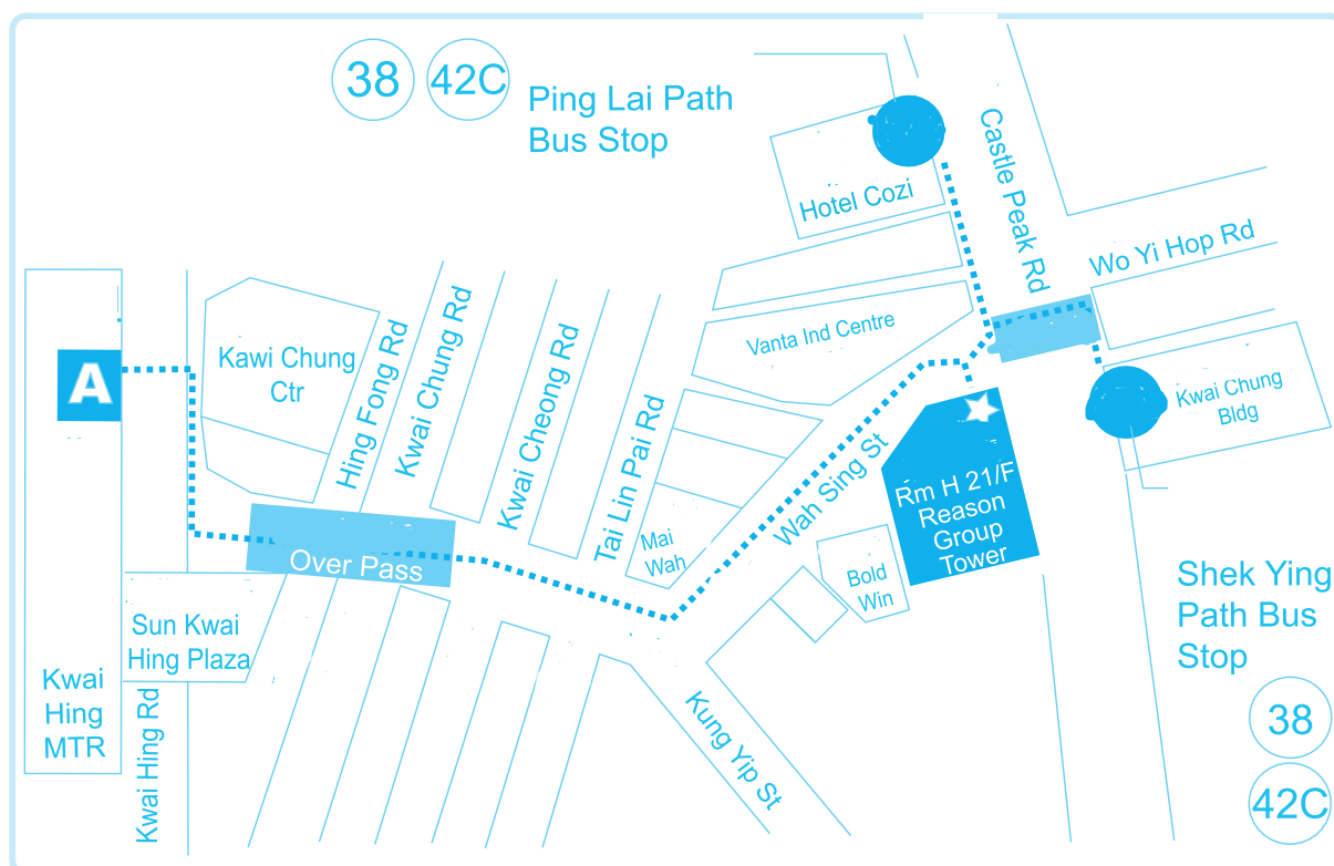 38
42C
Ping Lai Path
Bus Stop
Castle Peak Rd
Hotel Cozi
Wo Yi Hop Rd
Vanta Ind Centre
Kawi Chung
Ctr
A
Hing Fong Rd
Kwai Chung Rd
Kwai Cheong Rd
Tai Lin Pai Rd
Kwai Chung
Bldg
Wah Sing St
Rm H 21/F
Reason
Group
Tower
Mai
Wah
Over Pass
Bold
Win
Shek Ying
Path Bus
Stop
Sun Kwai
Hing Plaza
Kwai
Hing
MTR
Kwai Hing Rd
Kung Yip St
38
42C